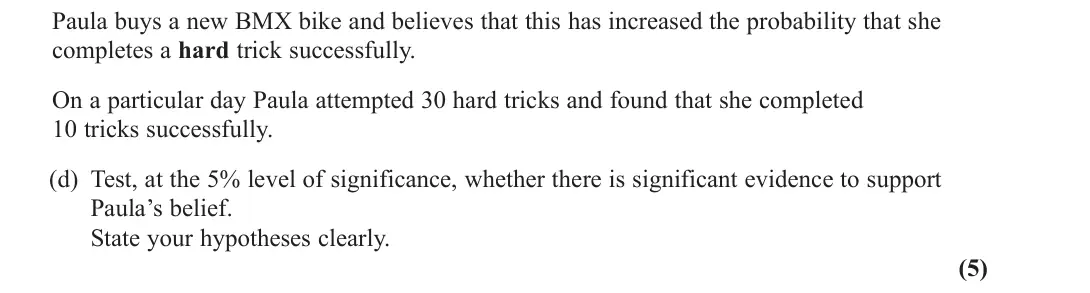 Paula buys a new BMX bike and believes that this has increased the probability that she
completes a hard trick successfully.
On a particular day Paula attempted 30 hard tricks and found that she completed
10 tricks successfully.
(d) Test, at the 5% level of significance, whether there is significant evidence to support
Paula’s belief.
State your hypotheses clearly.
(5)